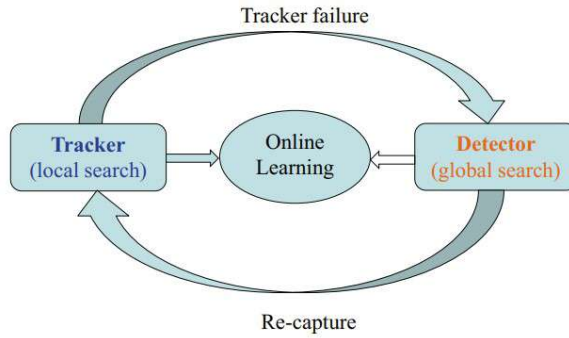 Tracker failure
Tracker
(local search)
Online
Learning
Detector
(global search)
Re-capture